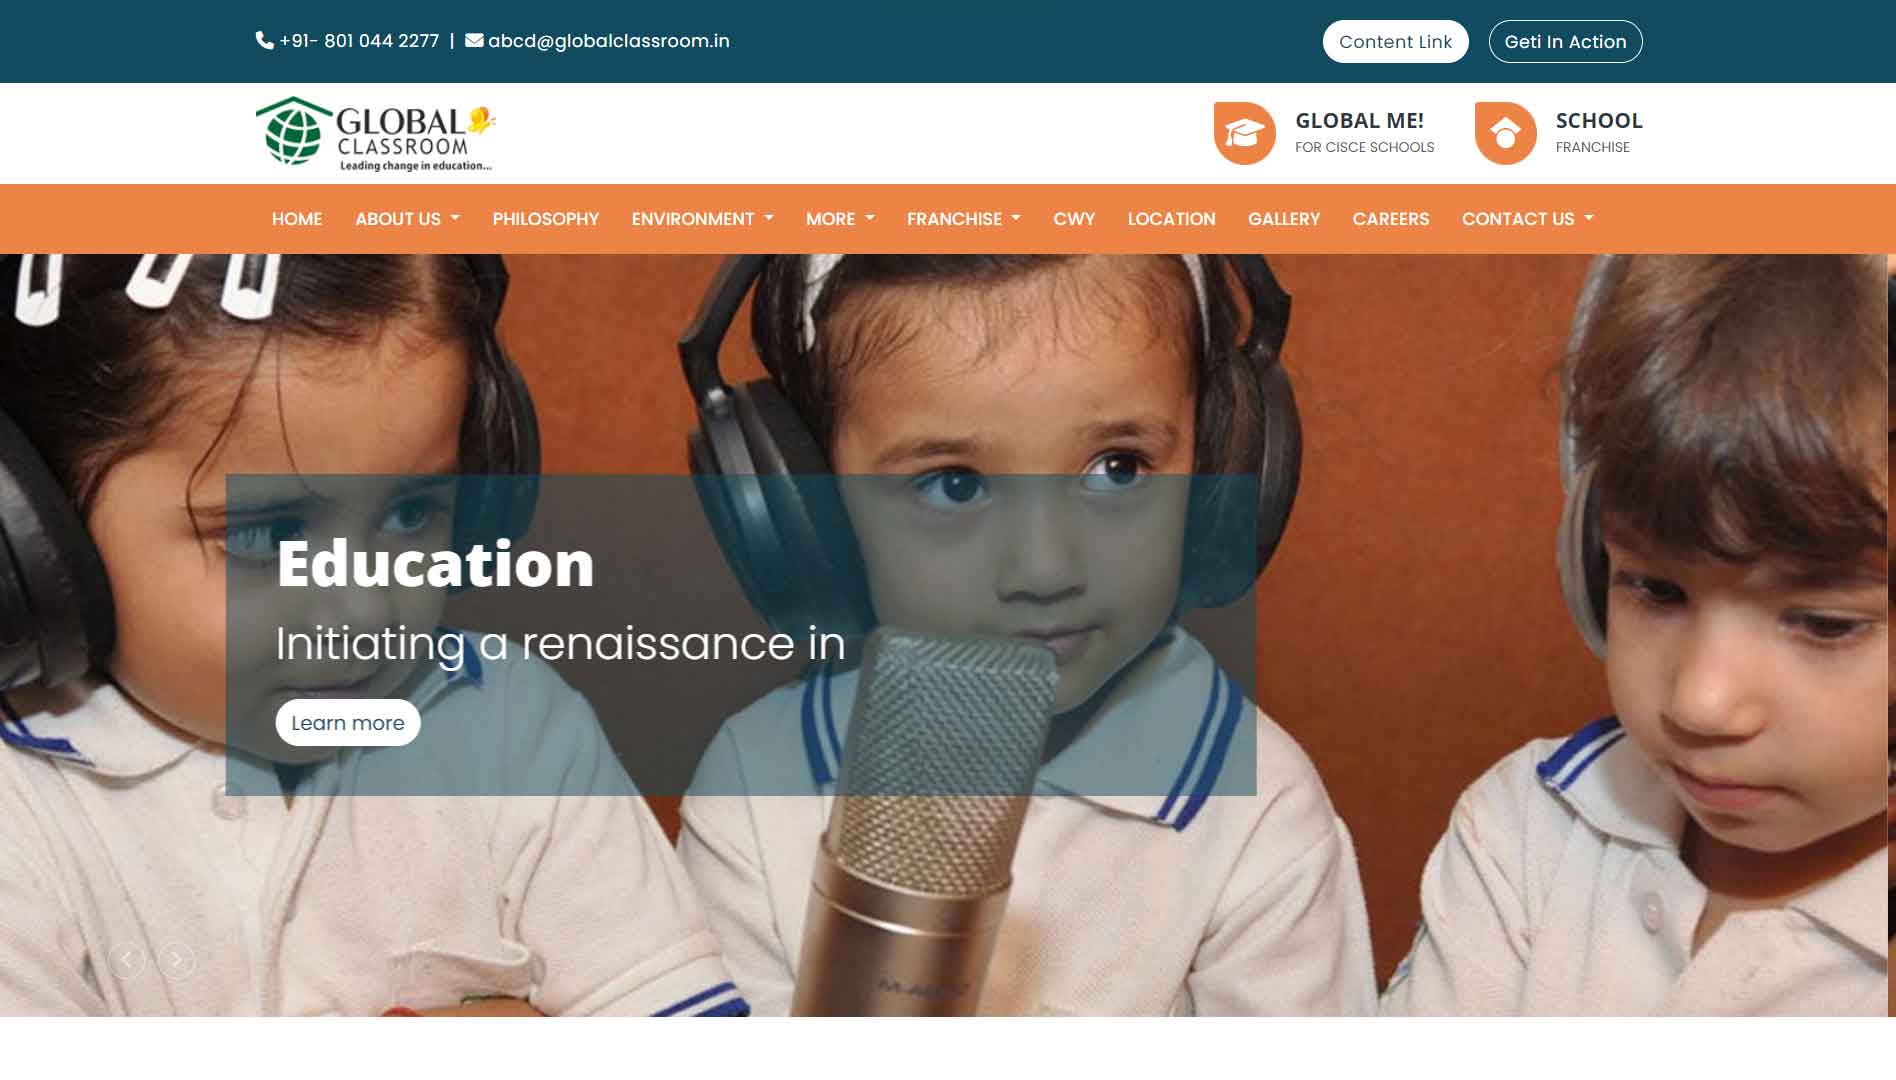 +91- 801 044 2277 | abcd@globalclassroom.in
Content Link
Geti In Action
GLOBAL
CLASSROOM
Leading change in education...
GLOBAL ME!
FOR CISCE SCHOOLS
SCHOOL
FRANCHISE
HOME ABOUT US PHILOSOPHY ENVIRONMENT MORE FRANCHISE CWY LOCATION GALLERY CAREERS CONTACT US
Education
Initiating a renaissance in
Learn more